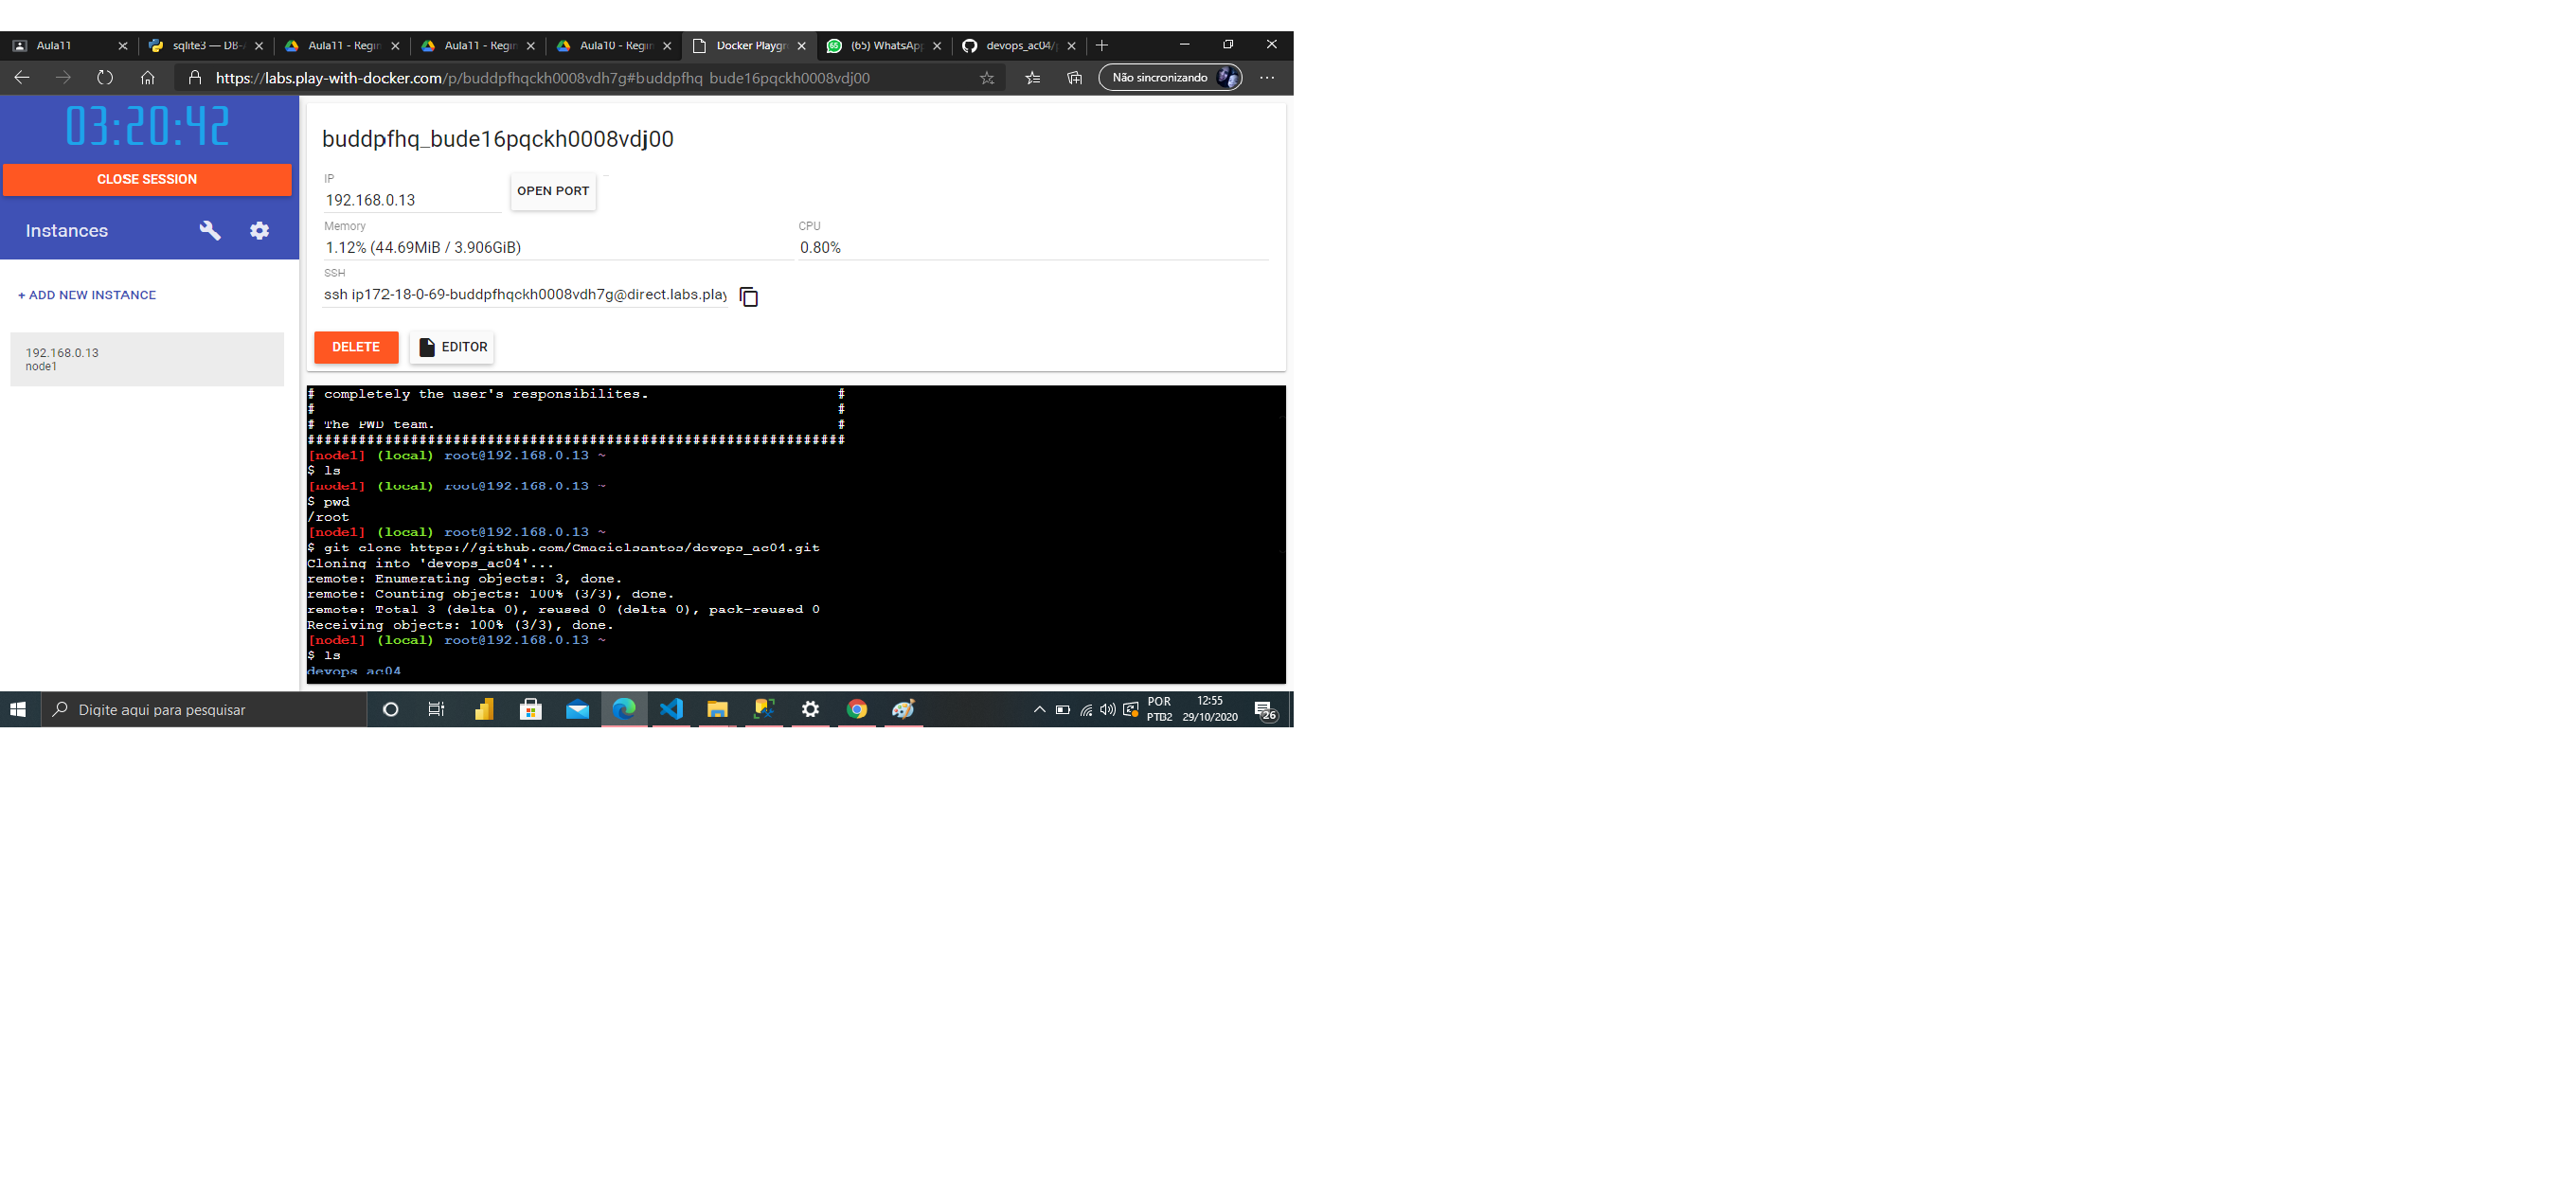 Aula11
sqlite3 — DB-
Aula11 - Regin
Aula11 - Regin
Aula10 - Regin
Docker Playgr
(65) WhatsApp
devops_ac04/
https://labs.play-with-docker.com/p/buddpfhqckh0008vdh7g#buddpfhq_bude16pqckh0008vdj00
Não sincronizando
03:20:42
CLOSE SESSION
Instances
+ ADD NEW INSTANCE
192.168.0.13
node1
buddpfhq_bude16pqckh0008vdj00
IP
192.168.0.13
OPEN PORT
Memory
1.12% (44.69MiB / 3.906GiB)
CPU
0.80%
SSH
ssh ip172-18-0-69-buddpfhqckh0008vdh7g@direct.labs.play
DELETE
EDITOR
# completely the user's responsibilites. #
# #
# The PWD team. #
###############################################################
[node1] (local) root@192.168.0.13 ~
$ ls
[node1] (local) root@192.168.0.13 ~
$ pwd
/root
[node1] (local) root@192.168.0.13 ~
$ git clone https://github.com/Cmacielsantos/devops_ac04.git
Cloning into 'devops_ac04'...
remote: Enumerating objects: 3, done.
remote: Counting objects: 100% (3/3), done.
remote: Total 3 (delta 0), reused 0 (delta 0), pack-reused 0
Receiving objects: 100% (3/3), done.
[node1] (local) root@192.168.0.13 ~
$ ls
devops_ac04
Digite aqui para pesquisar
POR
PTB2
12:55
29/10/2020
26